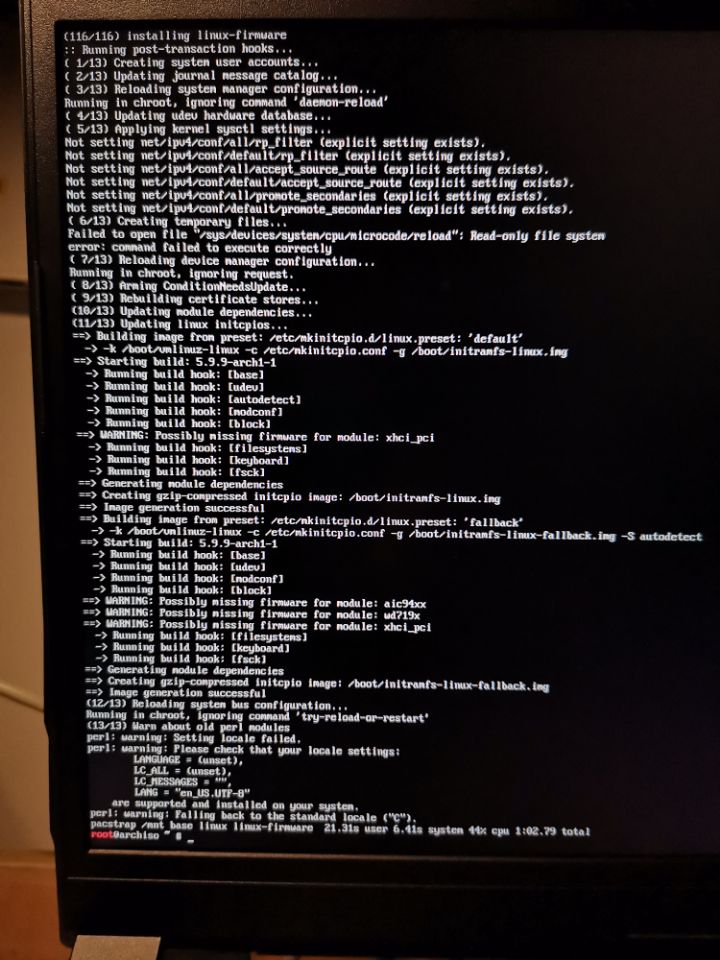 (116/116) installing linux-firmware
:: Running post-transaction hooks...
( 1/13) Creating system user accounts...
( 2/13) Updating journal message catalog...
( 3/13) Reloading system manager configuration...
Running in chroot, ignoring command 'daemon-reload'
( 4/13) Updating udev hardware database...
( 5/13) Applying kernel sysctl settings...
Not setting net/ipv4/conf/all/rp_filter (explicit setting exists).
Not setting net/ipv4/conf/default/rp_filter (explicit setting exists).
Not setting net/ipv4/conf/all/accept_source_route (explicit setting exists).
Not setting net/ipv4/conf/default/accept_source_route (explicit setting exists).
Not setting net/ipv4/conf/all/promote_secondaries (explicit setting exists).
Not setting net/ipv4/conf/default/promote_secondaries (explicit setting exists).
( 6/13) Creating temporary files...
Failed to open file "/sys/devices/system/cpu/microcode/reload": Read-only file system
error: command failed to execute correctly
( 7/13) Reloading device manager configuration...
Running in chroot, ignoring request.
( 8/13) Arming ConditionNeedsUpdate...
( 9/13) Rebuilding certificate stores...
(10/13) Updating module dependencies...
(11/13) Updating linux initcpios...
==> Building image from preset: /etc/mkinitcpio.d/linux.preset: 'default'
-> -k /boot/vmlinuz-linux -c /etc/mkinitcpio.conf -g /boot/initramfs-linux.img
==> Starting build: 5.9.9-arch1-1
-> Running build hook: [base]
-> Running build hook: [udev]
-> Running build hook: [autodetect]
-> Running build hook: [modconf]
-> Running build hook: [block]
==> WARNING: Possibly missing firmware for module: xhci_pci
-> Running build hook: [filesystems]
-> Running build hook: [keyboard]
-> Running build hook: [fsck]
==> Generating module dependencies
==> Creating gzip-compressed initcpio image: /boot/initramfs-linux.img
==> Image generation successful
==> Building image from preset: /etc/mkinitcpio.d/linux.preset: 'fallback'
-> -k /boot/vmlinuz-linux -c /etc/mkinitcpio.conf -g /boot/initramfs-linux-fallback.img -S autodetect
==> Starting build: 5.9.9-arch1-1
-> Running build hook: [base]
-> Running build hook: [udev]
-> Running build hook: [modconf]
-> Running build hook: [block]
==> WARNING: Possibly missing firmware for module: aic94xx
==> WARNING: Possibly missing firmware for module: wd719x
==> WARNING: Possibly missing firmware for module: xhci_pci
-> Running build hook: [filesystems]
-> Running build hook: [keyboard]
-> Running build hook: [fsck]
==> Generating module dependencies
==> Creating gzip-compressed initcpio image: /boot/initramfs-linux-fallback.img
==> Image generation successful
(12/13) Reloading system bus configuration...
Running in chroot, ignoring command 'try-reload-or-restart'
(13/13) Warn about old perl modules
perl: warning: Setting locale failed.
perl: warning: Please check that your locale settings:
LANGUAGE = (unset),
LC_ALL = (unset),
LC_MESSAGES = "",
LANG = "en_US.UTF-8"
are supported and installed on your system.
perl: warning: Falling back to the standard locale ("C").
pacstrap /mnt base linux linux-firmware 21.31s user 6.41s system 44% cpu 1:02.79 total
root@archiso ~ # _